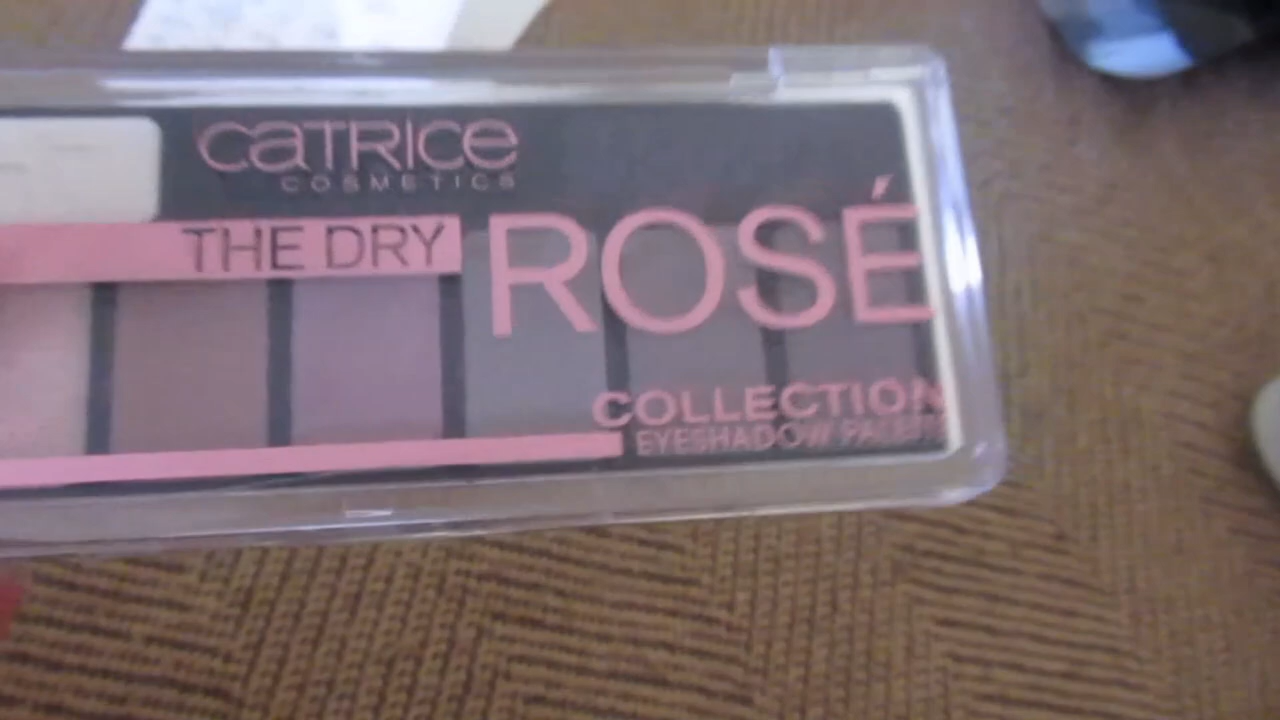 CATRICE
COSMETICS
THE DRY ROSÉ
COLLECTION
EYESHADOW PALETTE